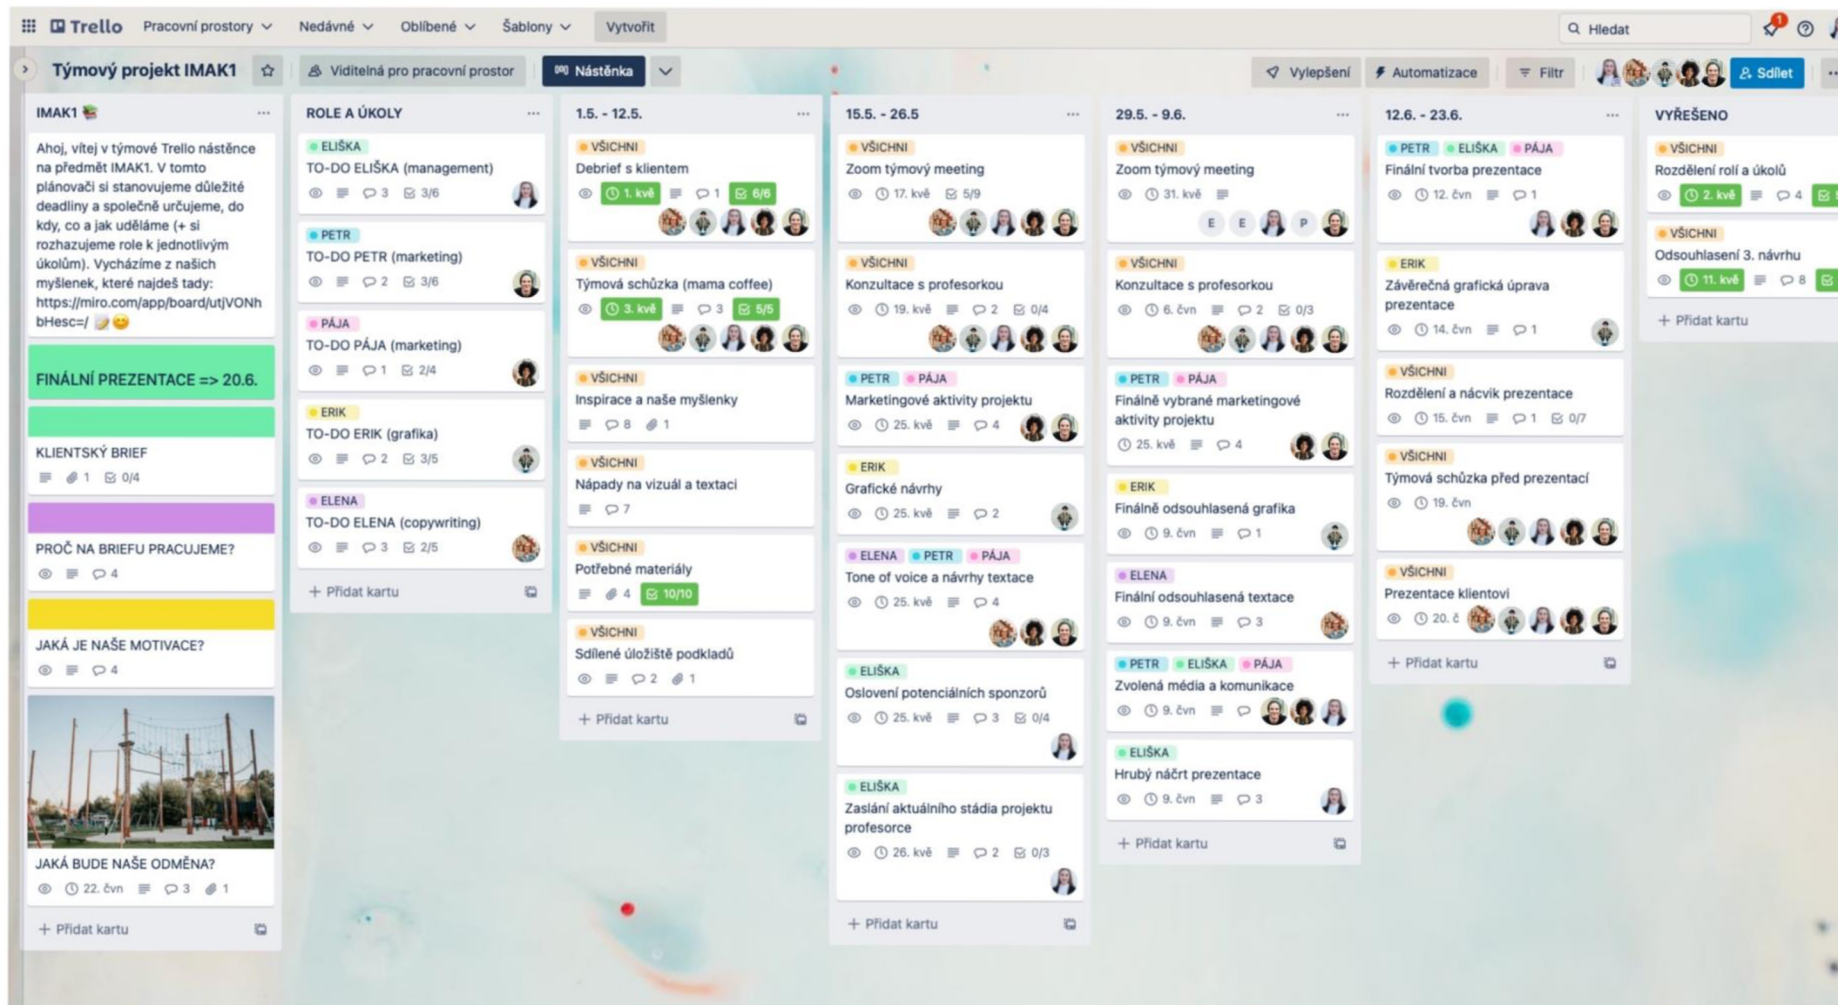 Trello
Pracovní prostory
Nedávné
Oblíbené
Šablony
Vytvořit
Hledat
1
Týmový projekt IMAK1
Viditelná pro pracovní prostor
Nástěnka
Vylepšení
Automatizace
Filtr
Sdílet
IMAK1
Ahoj, vítej v týmové Trello nástěnce
na předmět IMAK1. V tomto
plánovači si stanovujeme důležité
deadliny a společně určujeme, do
kdy, co a jak uděláme (+ si
rozhazujeme role k jednotlivým
úkolům). Vycházíme z našich
myšlenek, které najdeš tady:
https://miro.com/app/board/utjVONh
bHesc=/
FINÁLNÍ PREZENTACE => 20.6.
KLIENTSKÝ BRIEF
1 0/4
PROČ NA BRIEFU PRACUJEME?
4
JAKÁ JE NAŠE MOTIVACE?
4
JAKÁ BUDE NAŠE ODMĚNA?
22. čvn 3 1
+ Přidat kartu
ROLE A ÚKOLY
ELIŠKA
TO-DO ELIŠKA (management)
3 3/6
PETR
TO-DO PETR (marketing)
2 3/6
PÁJA
TO-DO PÁJA (marketing)
1 2/4
ERIK
TO-DO ERIK (grafika)
2 3/5
ELENA
TO-DO ELENA (copywriting)
3 2/5
+ Přidat kartu
1.5. - 12.5.
VŠICHNI
Debrief s klientem
1. kvě 1 6/6
VŠICHNI
Týmová schůzka (mama coffee)
3. kvě 3 5/5
VŠICHNI
Inspirace a naše myšlenky
8 1
VŠICHNI
Nápady na vizuál a textaci
7
VŠICHNI
Potřebné materiály
4 10/10
VŠICHNI
Sdílené úložiště podkladů
2 1
+ Přidat kartu
15.5. - 26.5
VŠICHNI
Zoom týmový meeting
17. kvě 5/9
VŠICHNI
Konzultace s profesorkou
19. kvě 2 0/4
PETR PÁJA
Marketingové aktivity projektu
25. kvě 4
ERIK
Grafické návrhy
25. kvě 2
ELENA PETR PÁJA
Tone of voice a návrhy textace
25. kvě 4
ELIŠKA
Oslovení potenciálních sponzorů
25. kvě 3 0/4
ELIŠKA
Zaslání aktuálního stádia projektu
profesorce
26. kvě 2 0/3
+ Přidat kartu
29.5. - 9.6.
VŠICHNI
Zoom týmový meeting
31. kvě
E E P
VŠICHNI
Konzultace s profesorkou
6. čvn 2 0/3
PETR PÁJA
Finálně vybrané marketingové
aktivity projektu
25. kvě 4
ERIK
Finálně odsouhlasená grafika
9. čvn 1
ELENA
Finální odsouhlasená textace
9. čvn 3
PETR ELIŠKA PÁJA
Zvolená média a komunikace
9. čvn
ELIŠKA
Hrubý náčrt prezentace
9. čvn 3
+ Přidat kartu
12.6. - 23.6.
PETR ELIŠKA PÁJA
Finální tvorba prezentace
12. čvn 1
ERIK
Závěrečná grafická úprava
prezentace
14. čvn 1
VŠICHNI
Rozdělení a nácvik prezentace
15. čvn 1 0/7
VŠICHNI
Týmová schůzka před prezentací
19. čvn
VŠICHNI
Prezentace klientovi
20. č
+ Přidat kartu
VYŘEŠENO
VŠICHNI
Rozdělení rolí a úkolů
2. kvě 4
VŠICHNI
Odsouhlasení 3. návrhu
11. kvě 8
+ Přidat kartu